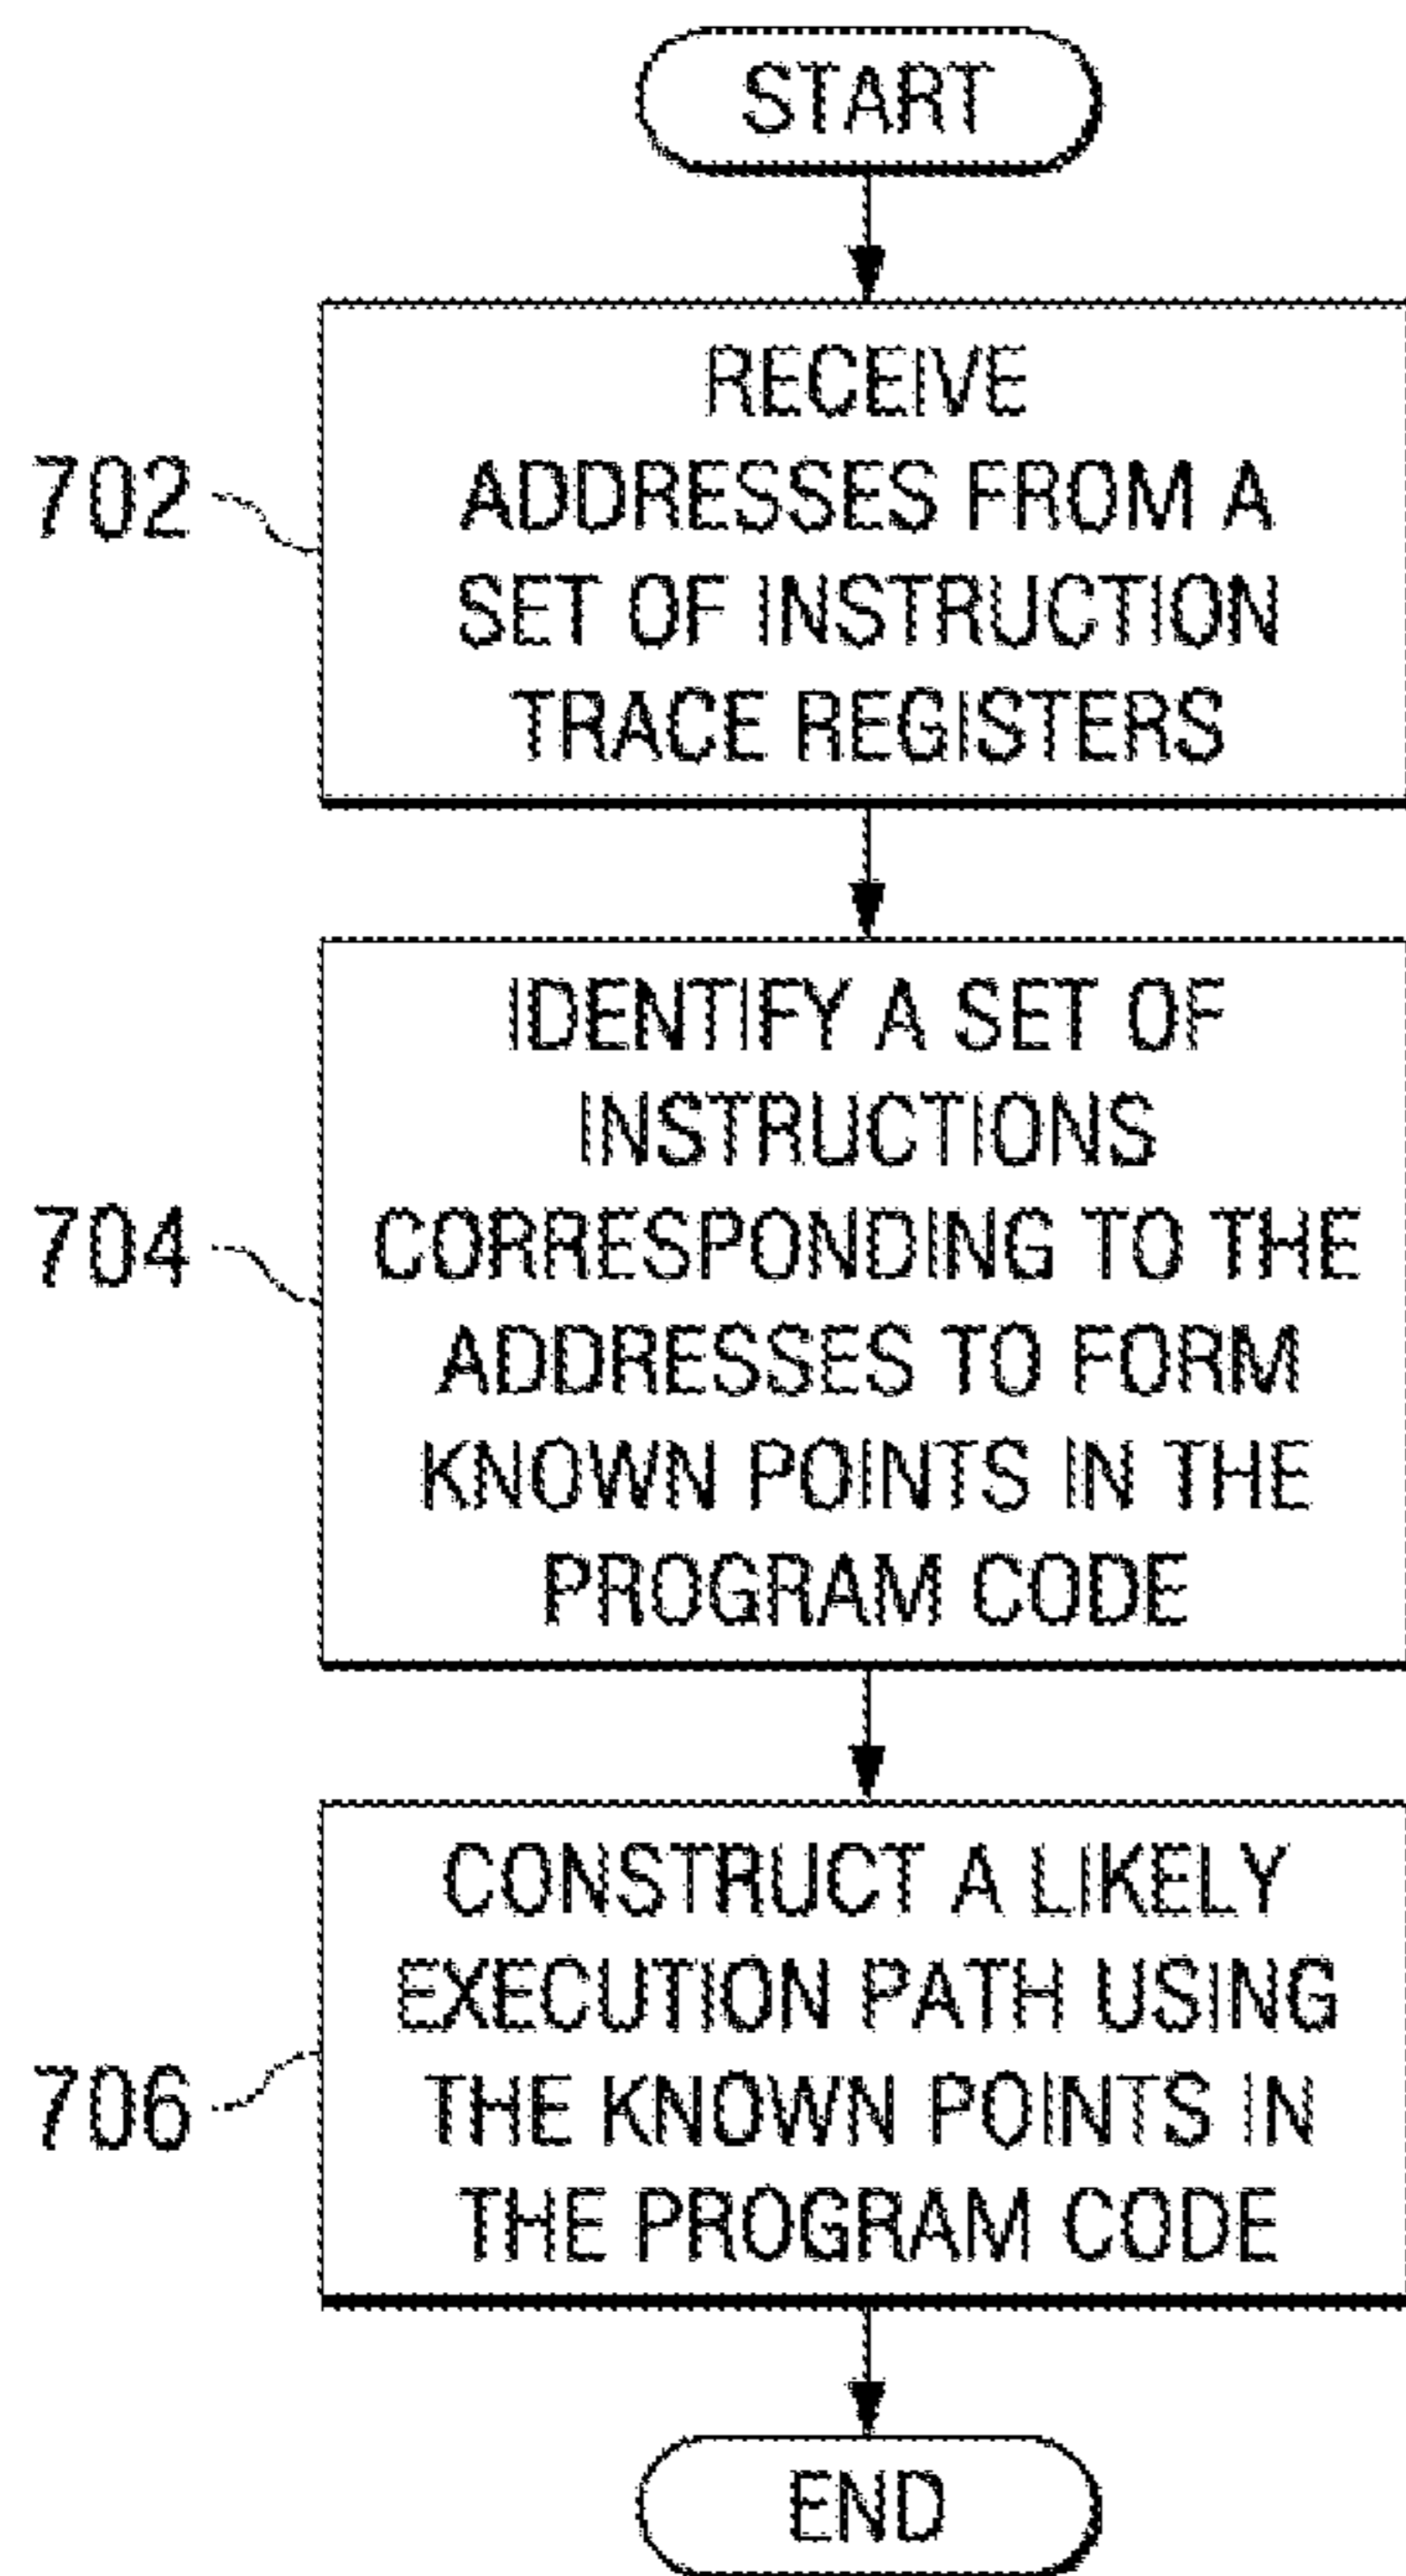 START
RECEIVE
ADDRESSES FROM A
702
SET OF INSTRUCTION
TRACE REGISTERS
IDENTIFY A SET OF
INSTRUCTIONS
704
CORRESPONDING TO THE
ADDRESSES TO FORM
KNOWN POINTS IN THE
PROGRAM CODE
CONSTRUCT A LIKELY
EXECUTION PATH USING
706
THE KNOWN POINTS IN
THE PROGRAM CODE
END